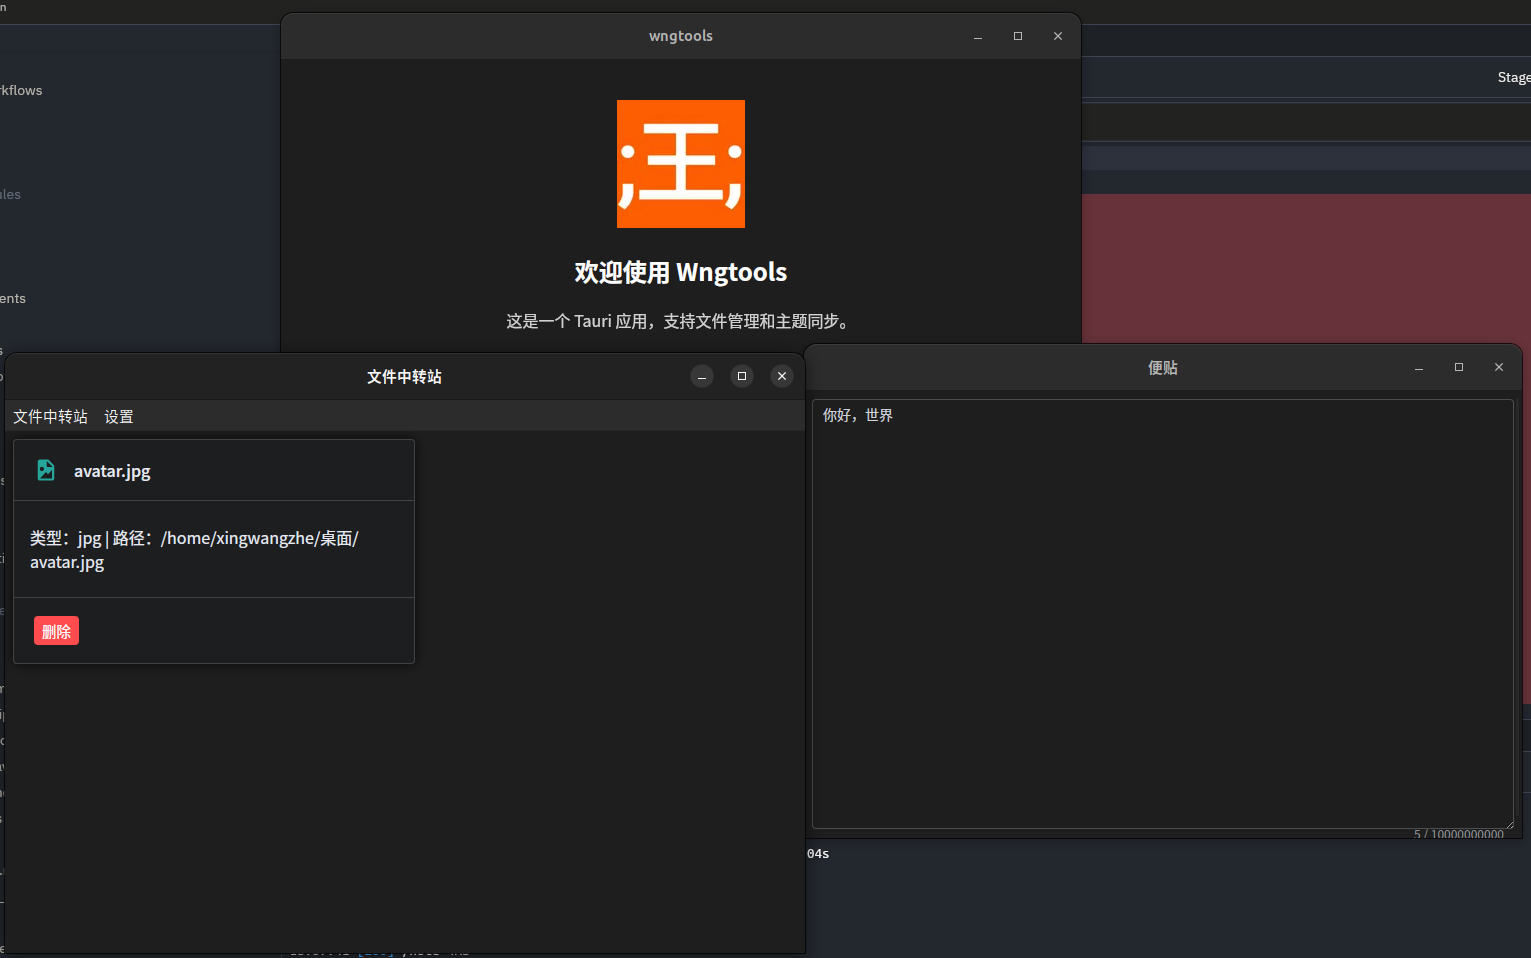 wngtools
Stage
;王;
欢迎使用 Wngtools
这是一个 Tauri 应用，支持文件管理和主题同步。
文件中转站
文件中转站 设置
avatar.jpg
类型：jpg | 路径：/home/xingwangzhe/桌面/
avatar.jpg
删除
便贴
你好，世界
5 / 10000000000
04s